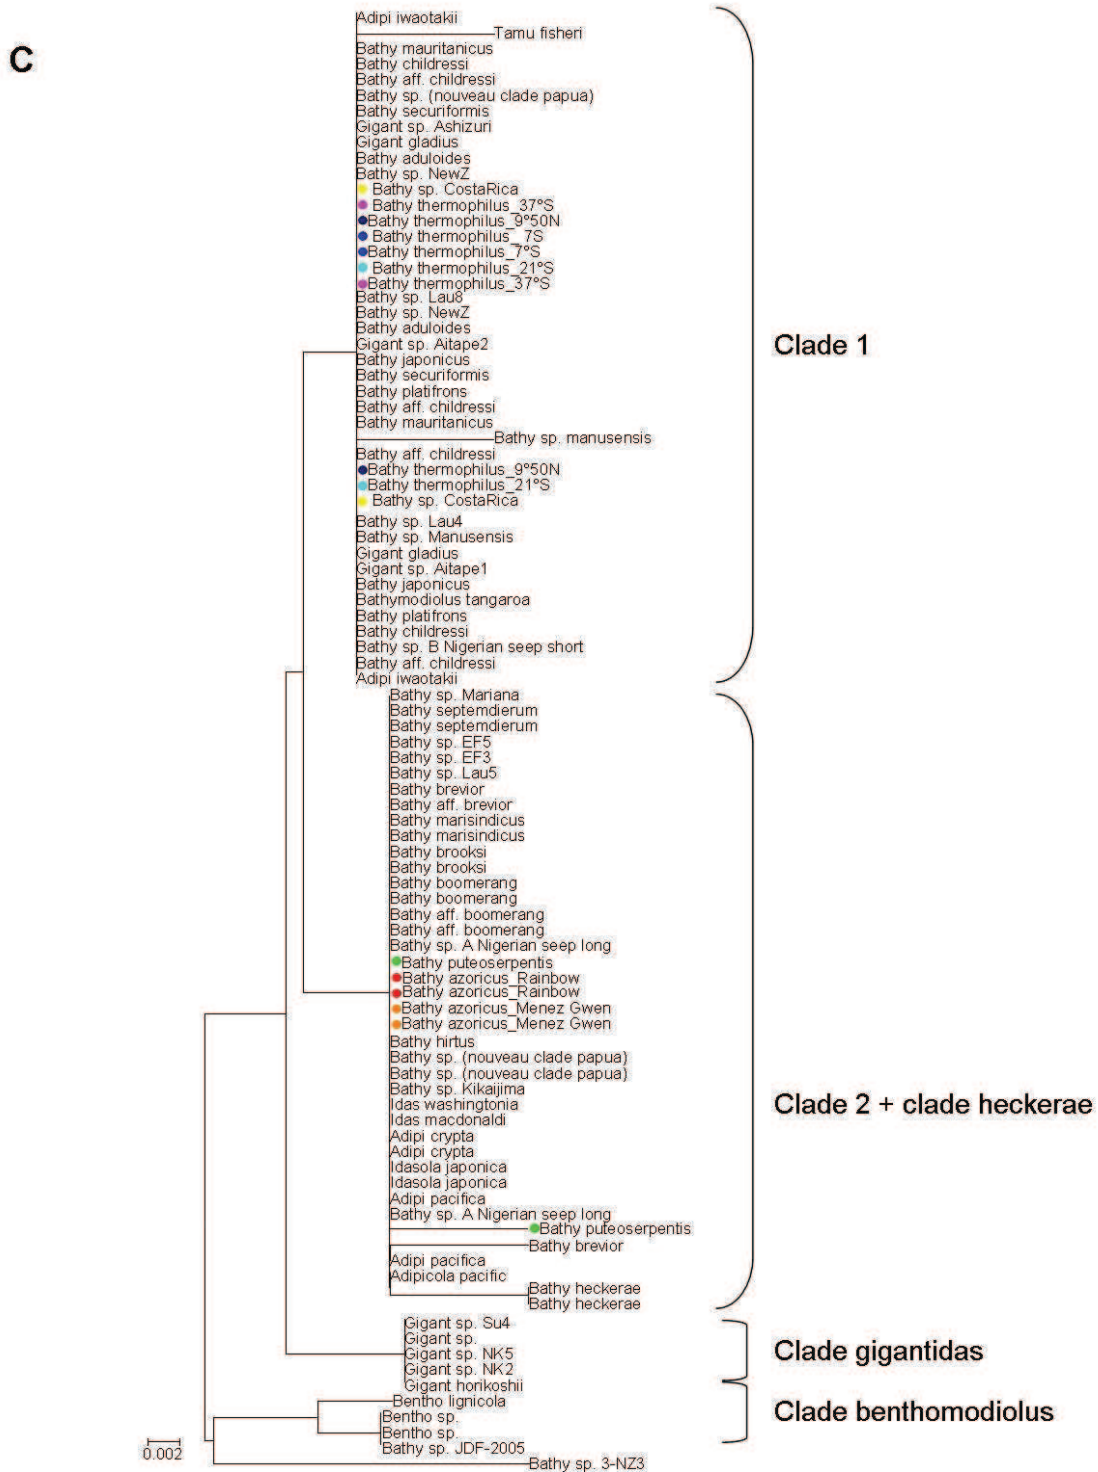 C
Adipi iwaotakii
Tamu fisheri
Bathy mauritanicus
Bathy childressi
Bathy aff. childressi
Bathy sp. (nouveau clade papua)
Bathy securiformis
Gigant sp. Ashizuri
Gigant gladius
Bathy aduloides
Bathy sp. NewZ
Bathy sp. CostaRica
Bathy thermophilus_37°S
Bathy thermophilus_9°50N
Bathy thermophilus_ 7S
Bathy thermophilus_7°S
Bathy thermophilus_21°S
Bathy thermophilus_37°S
Bathy sp. Lau8
Bathy sp. NewZ
Bathy aduloides
Gigant sp. Aitape2
Bathy japonicus
Bathy securiformis
Bathy platifrons
Bathy aff. childressi
Bathy mauritanicus
Bathy sp. manusensis
Bathy aff. childressi
Bathy thermophilus_9°50N
Bathy thermophilus_21°S
Bathy sp. CostaRica
Bathy sp. Lau4
Bathy sp. Manusensis
Gigant gladius
Gigant sp. Aitape1
Bathy japonicus
Bathymodiolus tangaroa
Bathy platifrons
Bathy childressi
Bathy sp. B Nigerian seep short
Bathy aff. childressi
Adipi iwaotakii
Clade 1
Bathy sp. Mariana
Bathy septemdierum
Bathy septemdierum
Bathy sp. EF5
Bathy sp. EF3
Bathy sp. Lau5
Bathy brevior
Bathy aff. brevior
Bathy marisindicus
Bathy marisindicus
Bathy brooksi
Bathy brooksi
Bathy boomerang
Bathy boomerang
Bathy aff. boomerang
Bathy aff. boomerang
Bathy sp. A Nigerian seep long
Bathy puteoserpentis
Bathy azoricus_Rainbow
Bathy azoricus_Rainbow
Bathy azoricus_Menez Gwen
Bathy azoricus_Menez Gwen
Bathy hirtus
Bathy sp. (nouveau clade papua)
Bathy sp. (nouveau clade papua)
Bathy sp. Kikaijima
Idas washingtonia
Idas macdonaldi
Adipi crypta
Adipi crypta
Idasola japonica
Idasola japonica
Adipi pacifica
Bathy sp. A Nigerian seep long
Bathy puteoserpentis
Bathy brevior
Adipi pacifica
Adipicola pacific
Bathy heckerae
Bathy heckerae
Clade 2 + clade heckerae
Gigant sp. Su4
Gigant sp.
Gigant sp. NK5
Gigant sp. NK2
Gigant horikoshii
Clade gigantidas
Bentho lignicola
Bentho sp.
Bentho sp.
Bathy sp. JDF-2005
Clade benthomodiolus
Bathy sp. 3-NZ3
0.002